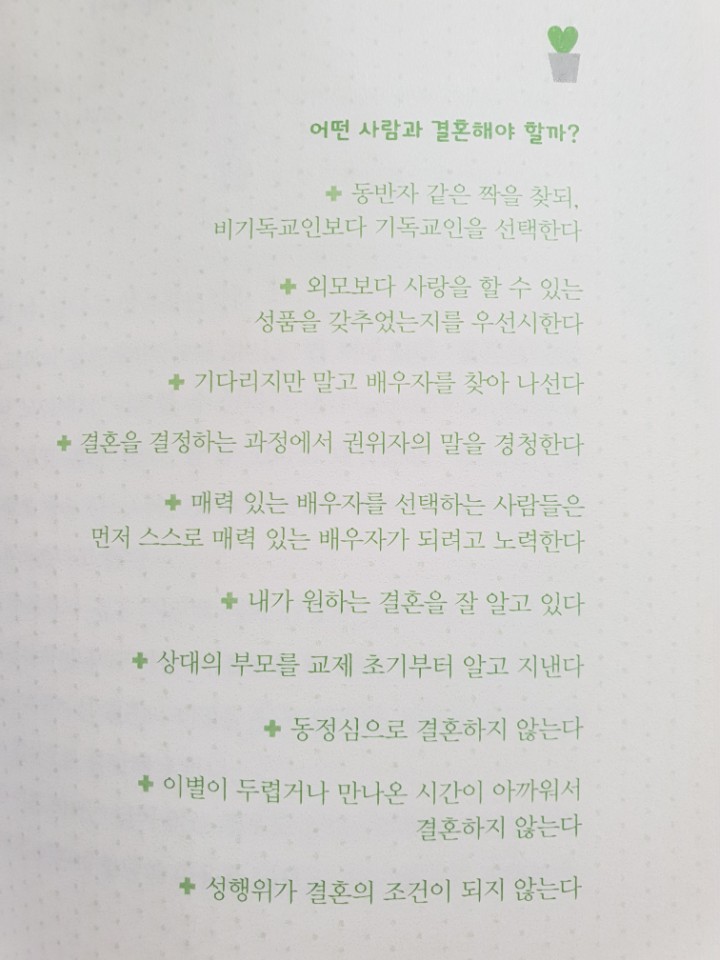 어떤 사람과 결혼해야 할까?
+ 동반자 같은 짝을 찾되,
비기독교인보다 기독교인을 선택한다
+ 외모보다 사랑을 할 수 있는
성품을 갖추었는지를 우선시한다
+ 기다리지만 말고 배우자를 찾아 나선다
+ 결혼을 결정하는 과정에서 권위자의 말을 경청한다
+ 매력 있는 배우자를 선택하는 사람들은
먼저 스스로 매력 있는 배우자가 되려고 노력한다
+ 내가 원하는 결혼을 잘 알고 있다
+ 상대의 부모를 교제 초기부터 알고 지낸다
+ 동정심으로 결혼하지 않는다
+ 이별이 두렵거나 만나온 시간이 아까워서
결혼하지 않는다
+ 성행위가 결혼의 조건이 되지 않는다